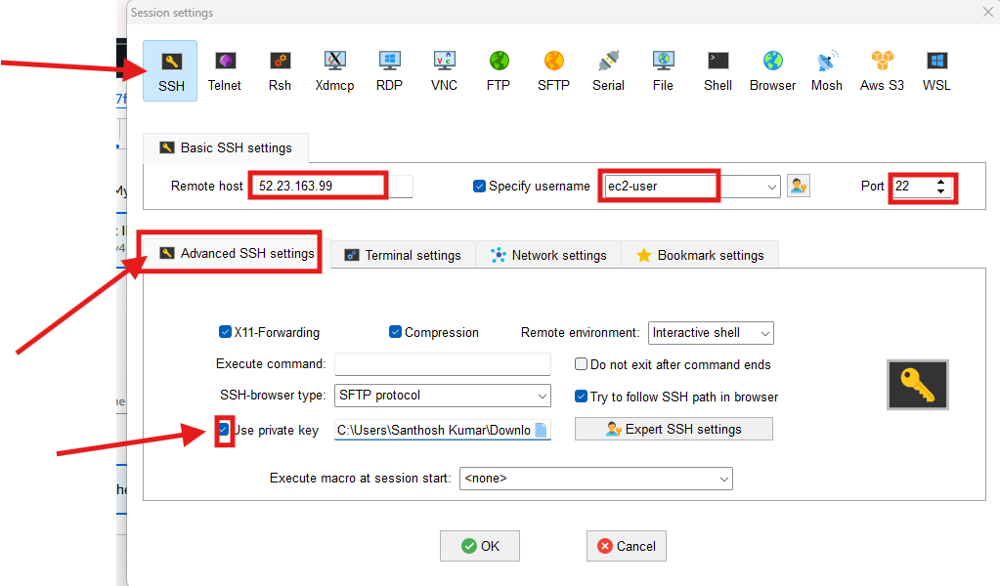 Session settings
SSH Telnet Rsh Xdmcp RDP VNC FTP SFTP Serial File Shell Browser Mosh Aws S3 WSL
Basic SSH settings
Remote host 52.23.163.99 Specify username ec2-user Port 22
Advanced SSH settings Terminal settings Network settings Bookmark settings
X11-Forwarding Compression Remote environment: Interactive shell
Execute command: Do not exit after command ends
SSH-browser type: SFTP protocol Try to follow SSH path in browser
Use private key C:\Users\Santhosh Kumar\Downlo Expert SSH settings
Execute macro at session start: <none>
OK Cancel